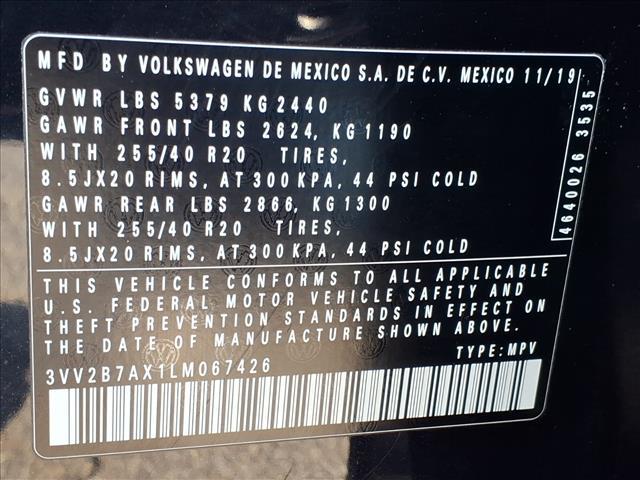 MFD BY VOLKSWAGEN DE MEXICO S.A. DE C.V. MEXICO 11/19
GVWR LBS 5379 KG 2440
GAWR FRONT LBS 2624, KG 1190
WITH 255/40 R20 TIRES,
8.5JX20 RIMS, AT 300 KPA, 44 PSI COLD
GAWR REAR LBS 2866, KG 1300
WITH 255/40 R20 TIRES,
8.5JX20 RIMS, AT 300 KPA, 44 PSI COLD
4640026 3535
THIS VEHICLE CONFORMS TO ALL APPLICABLE
U.S. FEDERAL MOTOR VEHICLE SAFETY AND
THEFT PREVENTION STANDARDS IN EFFECT ON
THE DATE OF MANUFACTURE SHOWN ABOVE.
TYPE: MPV
3VV2B7AX1LM067426